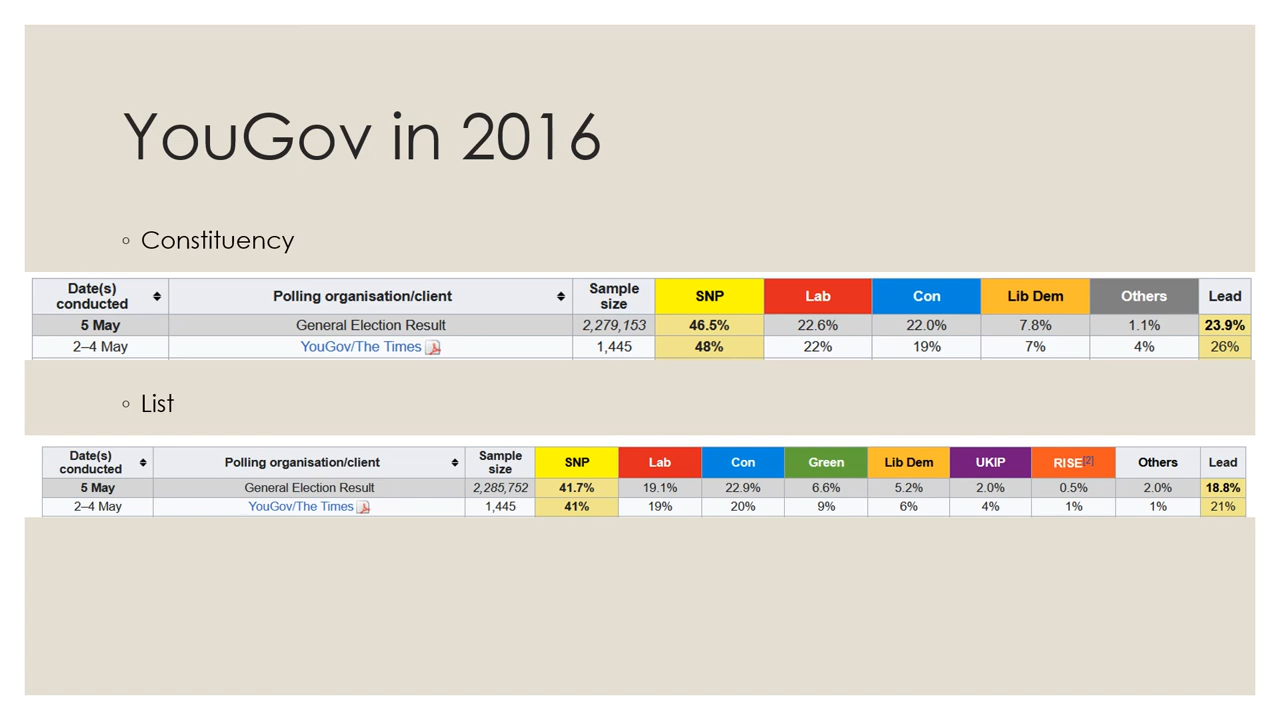 YouGov in 2016
◦ Constituency
Date(s) conducted Polling organisation/client Sample size SNP Lab Con Lib Dem Others Lead
5 May General Election Result 2,279,153 46.5% 22.6% 22.0% 7.8% 1.1% 23.9%
2–4 May YouGov/The Times 1,445 48% 22% 19% 7% 4% 26%
◦ List
Date(s) conducted Polling organisation/client Sample size SNP Lab Con Green Lib Dem UKIP RISE[2] Others Lead
5 May General Election Result 2,285,752 41.7% 19.1% 22.9% 6.6% 5.2% 2.0% 0.5% 2.0% 18.8%
2–4 May YouGov/The Times 1,445 41% 19% 20% 9% 6% 4% 1% 1% 21%